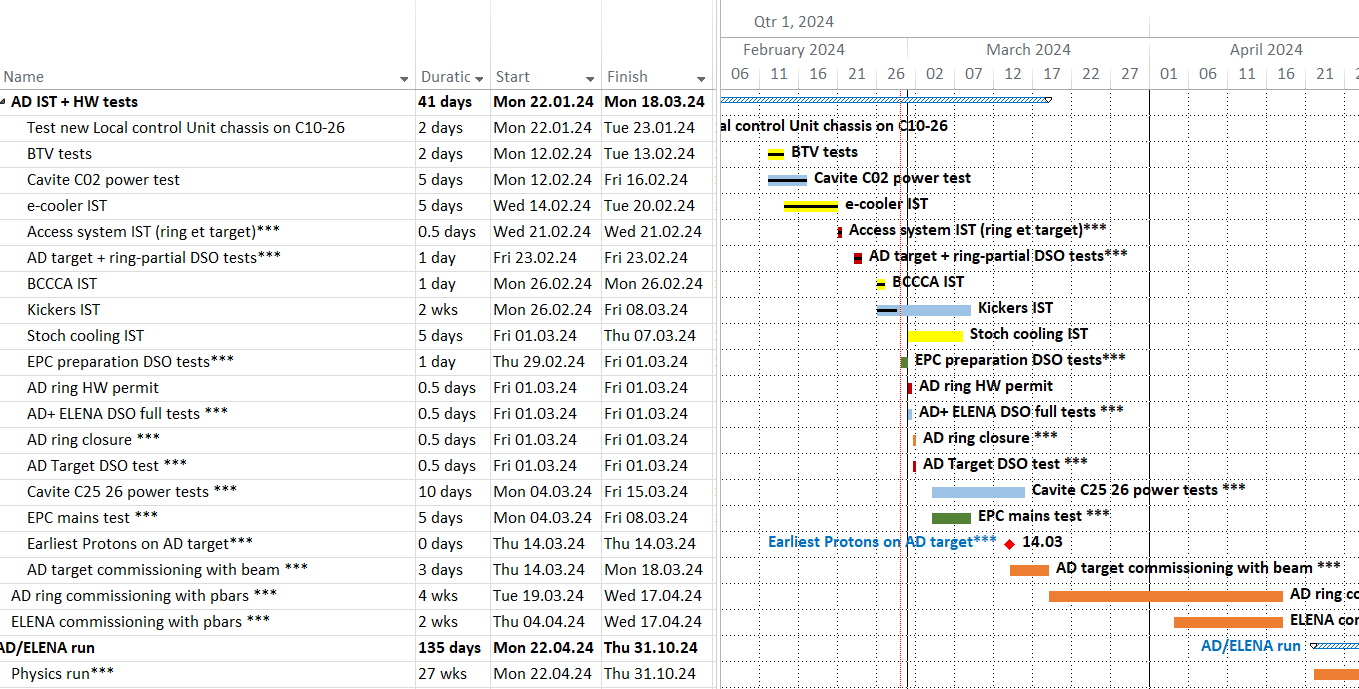 Qtr 1, 2024
February 2024 March 2024 April 2024
Name Duratic Start Finish 06 11 16 21 26 02 07 12 17 22 27 01 06 11 16 21
AD IST + HW tests 41 days Mon 22.01.24 Mon 18.03.24
Test new Local control Unit chassis on C10-26 2 days Mon 22.01.24 Tue 23.01.24 al control Unit chassis on C10-26
BTV tests 2 days Mon 12.02.24 Tue 13.02.24 BTV tests
Cavite C02 power test 5 days Mon 12.02.24 Fri 16.02.24 Cavite C02 power test
e-cooler IST 5 days Wed 14.02.24 Tue 20.02.24 e-cooler IST
Access system IST (ring et target)*** 0.5 days Wed 21.02.24 Wed 21.02.24 Access system IST (ring et target)***
AD target + ring-partial DSO tests*** 1 day Fri 23.02.24 Fri 23.02.24 AD target + ring-partial DSO tests***
BCCCA IST 1 day Mon 26.02.24 Mon 26.02.24 BCCCA IST
Kickers IST 2 wks Mon 26.02.24 Fri 08.03.24 Kickers IST
Stoch cooling IST 5 days Fri 01.03.24 Thu 07.03.24 Stoch cooling IST
EPC preparation DSO tests*** 1 day Thu 29.02.24 Fri 01.03.24 EPC preparation DSO tests***
AD ring HW permit 0.5 days Fri 01.03.24 Fri 01.03.24 AD ring HW permit
AD+ ELENA DSO full tests *** 0.5 days Fri 01.03.24 Fri 01.03.24 AD+ ELENA DSO full tests ***
AD ring closure *** 0.5 days Fri 01.03.24 Fri 01.03.24 AD ring closure ***
AD Target DSO test *** 0.5 days Fri 01.03.24 Fri 01.03.24 AD Target DSO test ***
Cavite C25 26 power tests *** 10 days Mon 04.03.24 Fri 15.03.24 Cavite C25 26 power tests ***
EPC mains test *** 5 days Mon 04.03.24 Fri 08.03.24 EPC mains test ***
Earliest Protons on AD target*** 0 days Thu 14.03.24 Thu 14.03.24 Earliest Protons on AD target*** 14.03
AD target commissioning with beam *** 3 days Thu 14.03.24 Mon 18.03.24 AD target commissioning with beam ***
AD ring commissioning with pbars *** 4 wks Tue 19.03.24 Wed 17.04.24 AD ring co
ELENA commissioning with pbars *** 2 wks Thu 04.04.24 Wed 17.04.24 ELENA con
AD/ELENA run 135 days Mon 22.04.24 Thu 31.10.24 AD/ELENA run
Physics run*** 27 wks Mon 22.04.24 Thu 31.10.24